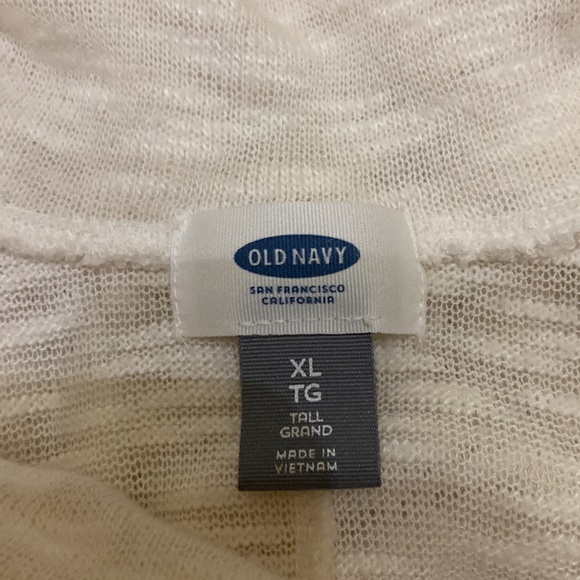 OLD NAVY
SAN FRANCISCO
CALIFORNIA
XL
TG
TALL
GRAND
MADE IN
VIETNAM